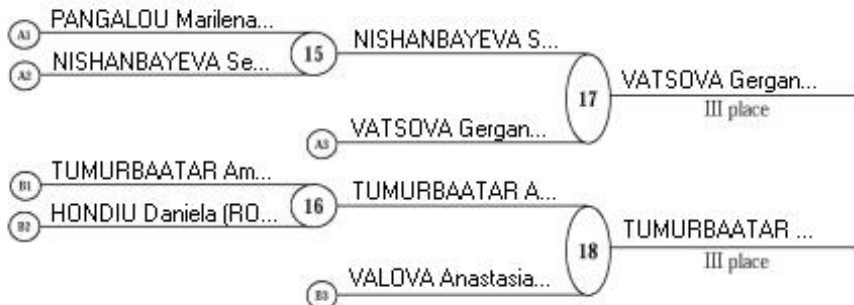 A1 PANGALOU Marilena...
15 NISHANBAYEVA S...
A2 NISHANBAYEVA Se...
17 VATSOVA Gergan...
III place
A3 VATSOVA Gergan...
B1 TUMURBAATAR Am...
16 TUMURBAATAR A...
B2 HONDIU Daniela (RO...
18 TUMURBAATAR ...
III place
B3 VALOVA Anastasia...